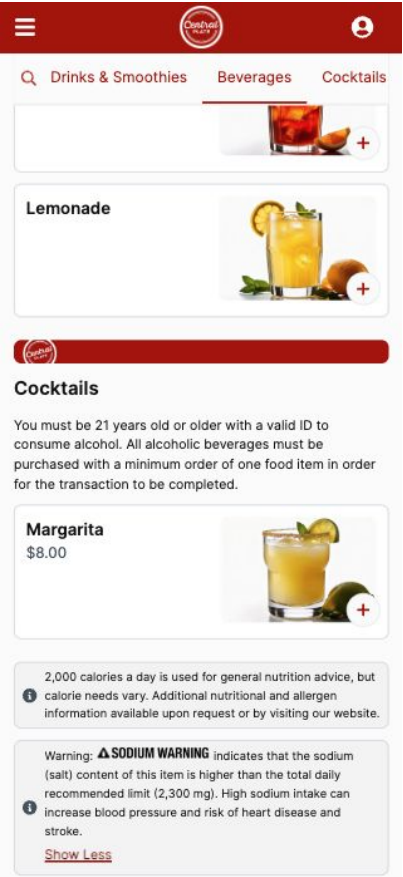 Central
PLATE
Drinks & Smoothies Beverages Cocktails
+
Lemonade
+
Central
Cocktails
You must be 21 years old or older with a valid ID to
consume alcohol. All alcoholic beverages must be
purchased with a minimum order of one food item in order
for the transaction to be completed.
Margarita
$8.00
+
2,000 calories a day is used for general nutrition advice, but
calorie needs vary. Additional nutritional and allergen
information available upon request or by visiting our website.
Warning: SODIUM WARNING indicates that the sodium
(salt) content of this item is higher than the total daily
recommended limit (2,300 mg). High sodium intake can
increase blood pressure and risk of heart disease and
stroke.
Show Less